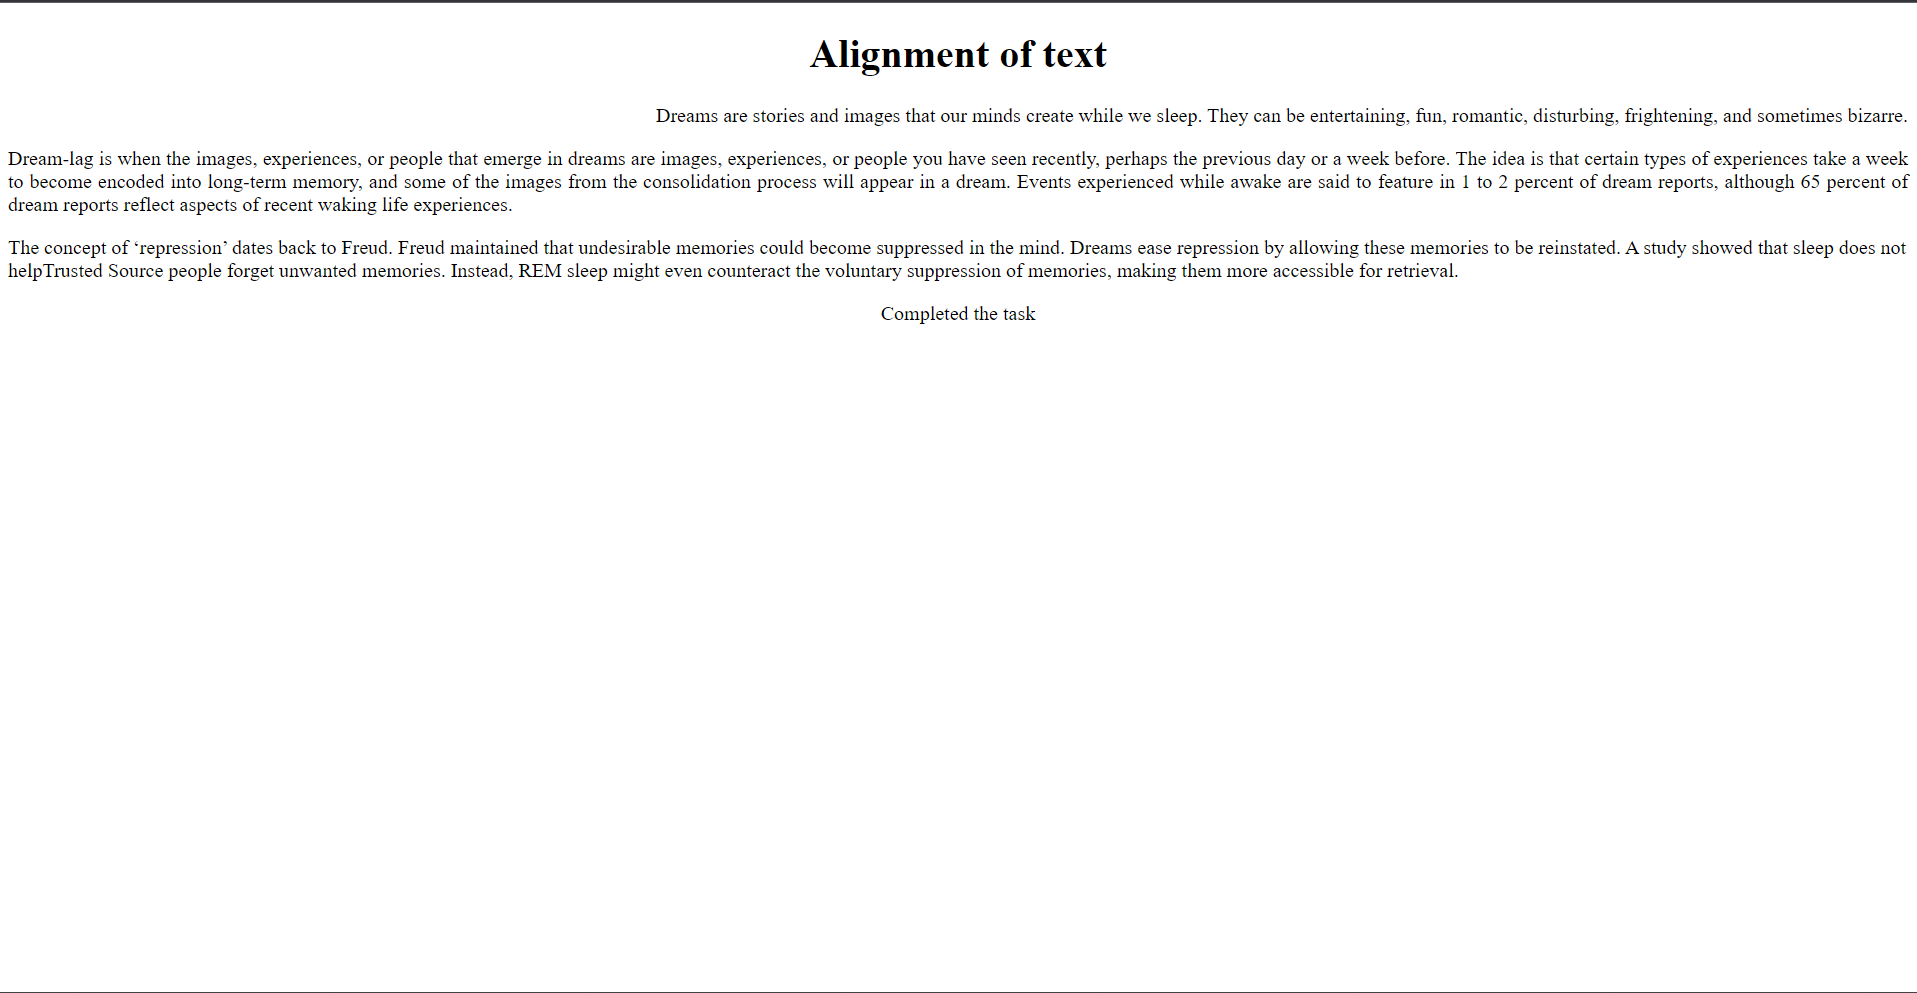 Alignment of text
Dreams are stories and images that our minds create while we sleep. They can be entertaining, fun, romantic, disturbing, frightening, and sometimes bizarre.
Dream-lag is when the images, experiences, or people that emerge in dreams are images, experiences, or people you have seen recently, perhaps the previous day or a week before. The idea is that certain types of experiences take a week
to become encoded into long-term memory, and some of the images from the consolidation process will appear in a dream. Events experienced while awake are said to feature in 1 to 2 percent of dream reports, although 65 percent of
dream reports reflect aspects of recent waking life experiences.
The concept of ‘repression’ dates back to Freud. Freud maintained that undesirable memories could become suppressed in the mind. Dreams ease repression by allowing these memories to be reinstated. A study showed that sleep does not
helpTrusted Source people forget unwanted memories. Instead, REM sleep might even counteract the voluntary suppression of memories, making them more accessible for retrieval.
Completed the task